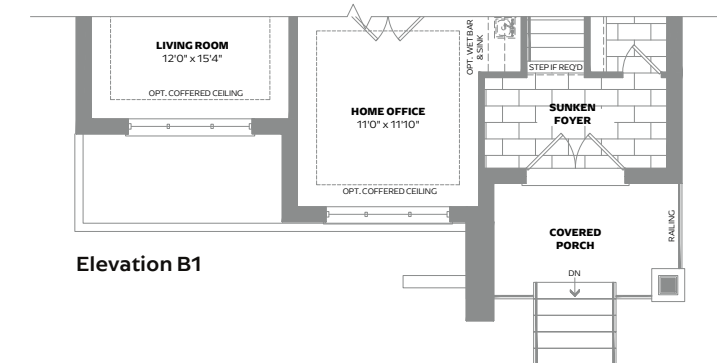 LIVING ROOM
12'0" x 15'4"
OPT. COFFERED CEILING
HOME OFFICE
11'0" x 11'10"
OPT. COFFERED CEILING
OPT. WET BAR
& SINK
STEP IF REQ'D
SUNKEN
FOYER
COVERED
PORCH
RAILING
DN
Elevation B1